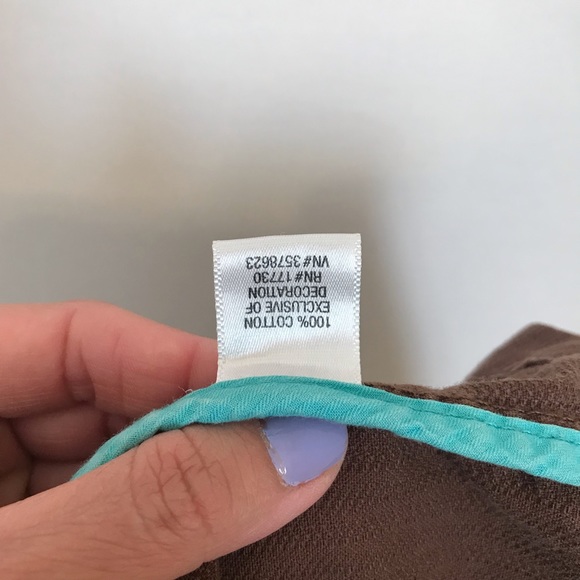 100% COTTON
EXCLUSIVE OF
DECORATION
RN# 17730
VN# 3578623